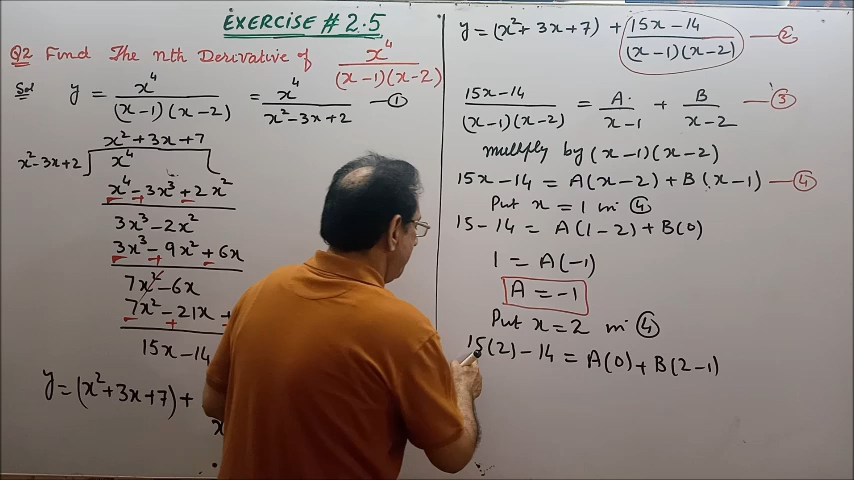 EXERCISE # 2.5
Q2 Find The nth Derivative of x⁴/(x-1)(x-2)
Sol y = x⁴/(x-1)(x-2) = x⁴/x²-3x+2 —①
x²+3x+7
x²-3x+2 x⁴
x⁴-3x³+2x²
3x³-2x²
3x³-9x²+6x
7x²-6x
7x²-21x+
15x-14
y=(x²+3x+7)+
x
y=(x²+3x+7)+ 15x-14/(x-1)(x-2) —②
15x-14/(x-1)(x-2) = A/x-1 + B/x-2 —③
multiply by (x-1)(x-2)
15x-14 = A(x-2)+B(x-1) —④
Put x=1 in ④
15-14 = A(1-2)+B(0)
1 = A(-1)
A = -1
Put x=2 in ④
15(2)-14 = A(0)+B(2-1)